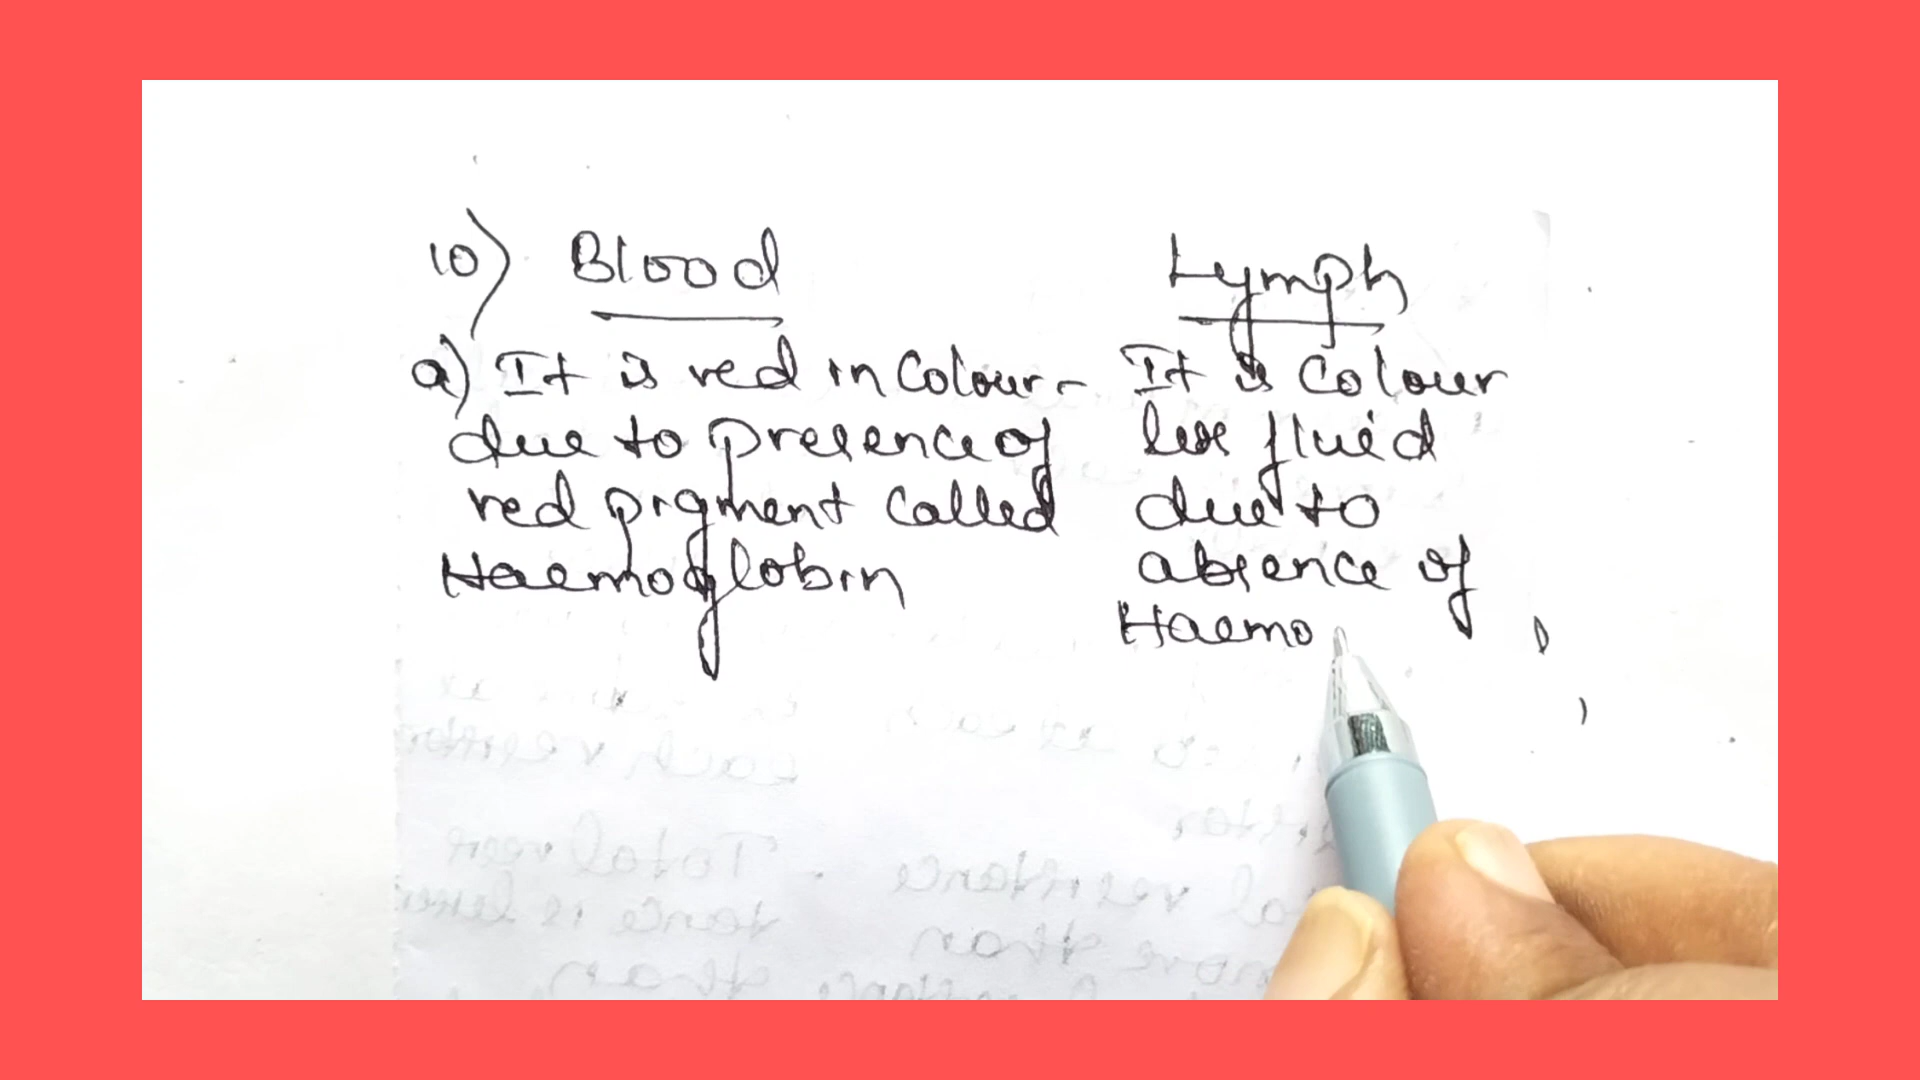 10) Blood
a) It is red in Colour -
due to presence of
red pigment called
Haemoglobin
Lymph
It is Colour
less fluid
due to
absence of
Haemo